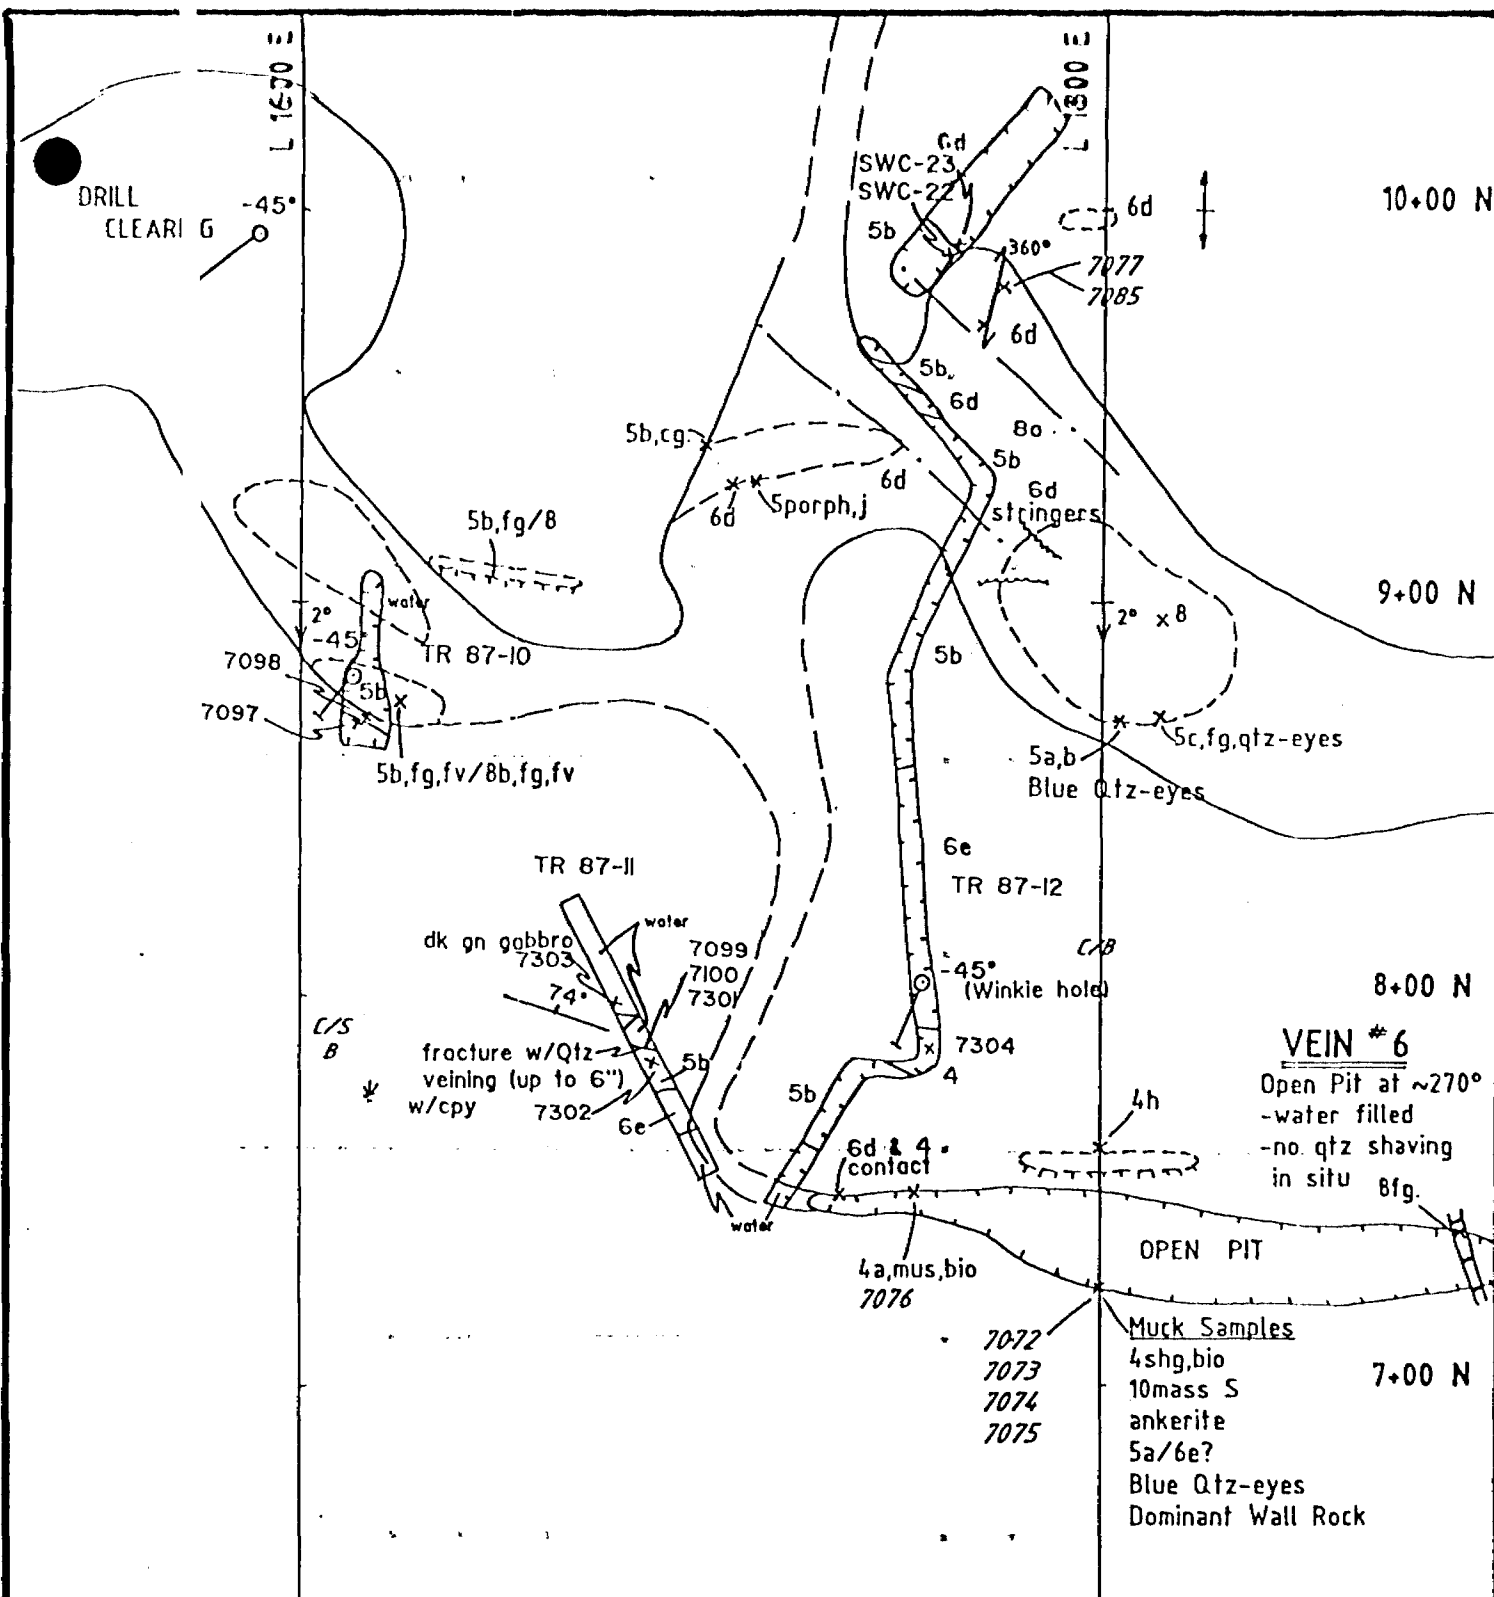 L 1600 E
L 1800 E
DRILL
CLEARI G
-45°
6d
SWC-23
SWC-22
5b
360°
7077
7085
6d
6d
10+00 N
5b
6d
5b,cg.
5b
6d
6d
5porph,j
6d
stringers
5b,fg/8
water
2°
-45
TR 87-10
7098
5b
7097
5b,fg,fv/8b,fg,fv
5b
2°
8
9+00 N
5c,fg,qtz-eyes
5a,b
Blue Qtz-eyes
6e
TR 87-12
TR 87-11
water
dk gn gabbro
7303
7099
7100
7301
74°
C/B
-45°
(Winkie hole)
8+00 N
C/S
B
fracture w/Qtz
veining (up to 6")
w/cpy
7302
5b
6e
7304
4
5b
VEIN #6
Open Pit at ~270°
-water filled
-no qtz shaving
in situ
4h
6d & 4
contact
8fg.
water
OPEN PIT
4a,mus,bio
7076
7072
7073
7074
7075
Muck Samples
4shg,bio
10mass S
ankerite
5a/6e?
Blue Qtz-eyes
Dominant Wall Rock
7+00 N